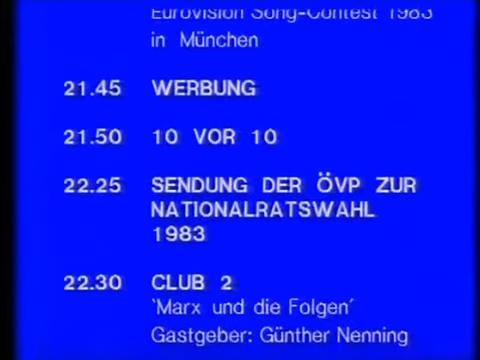 Eurovision Song-Contest 1983
in München
21.45 WERBUNG
21.50 10 VOR 10
22.25 SENDUNG DER ÖVP ZUR
NATIONALRATSWAHL
1983
22.30 CLUB 2
'Marx und die Folgen'
Gastgeber: Günther Nenning